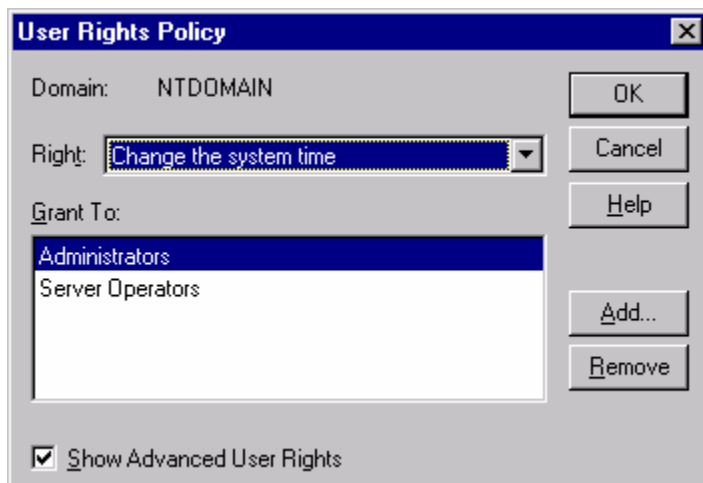 User Rights Policy
Domain: NTDOMAIN
OK
Right: Change the system time
Cancel
Help
Grant To:
Administrators
Server Operators
Add...
Remove
Show Advanced User Rights